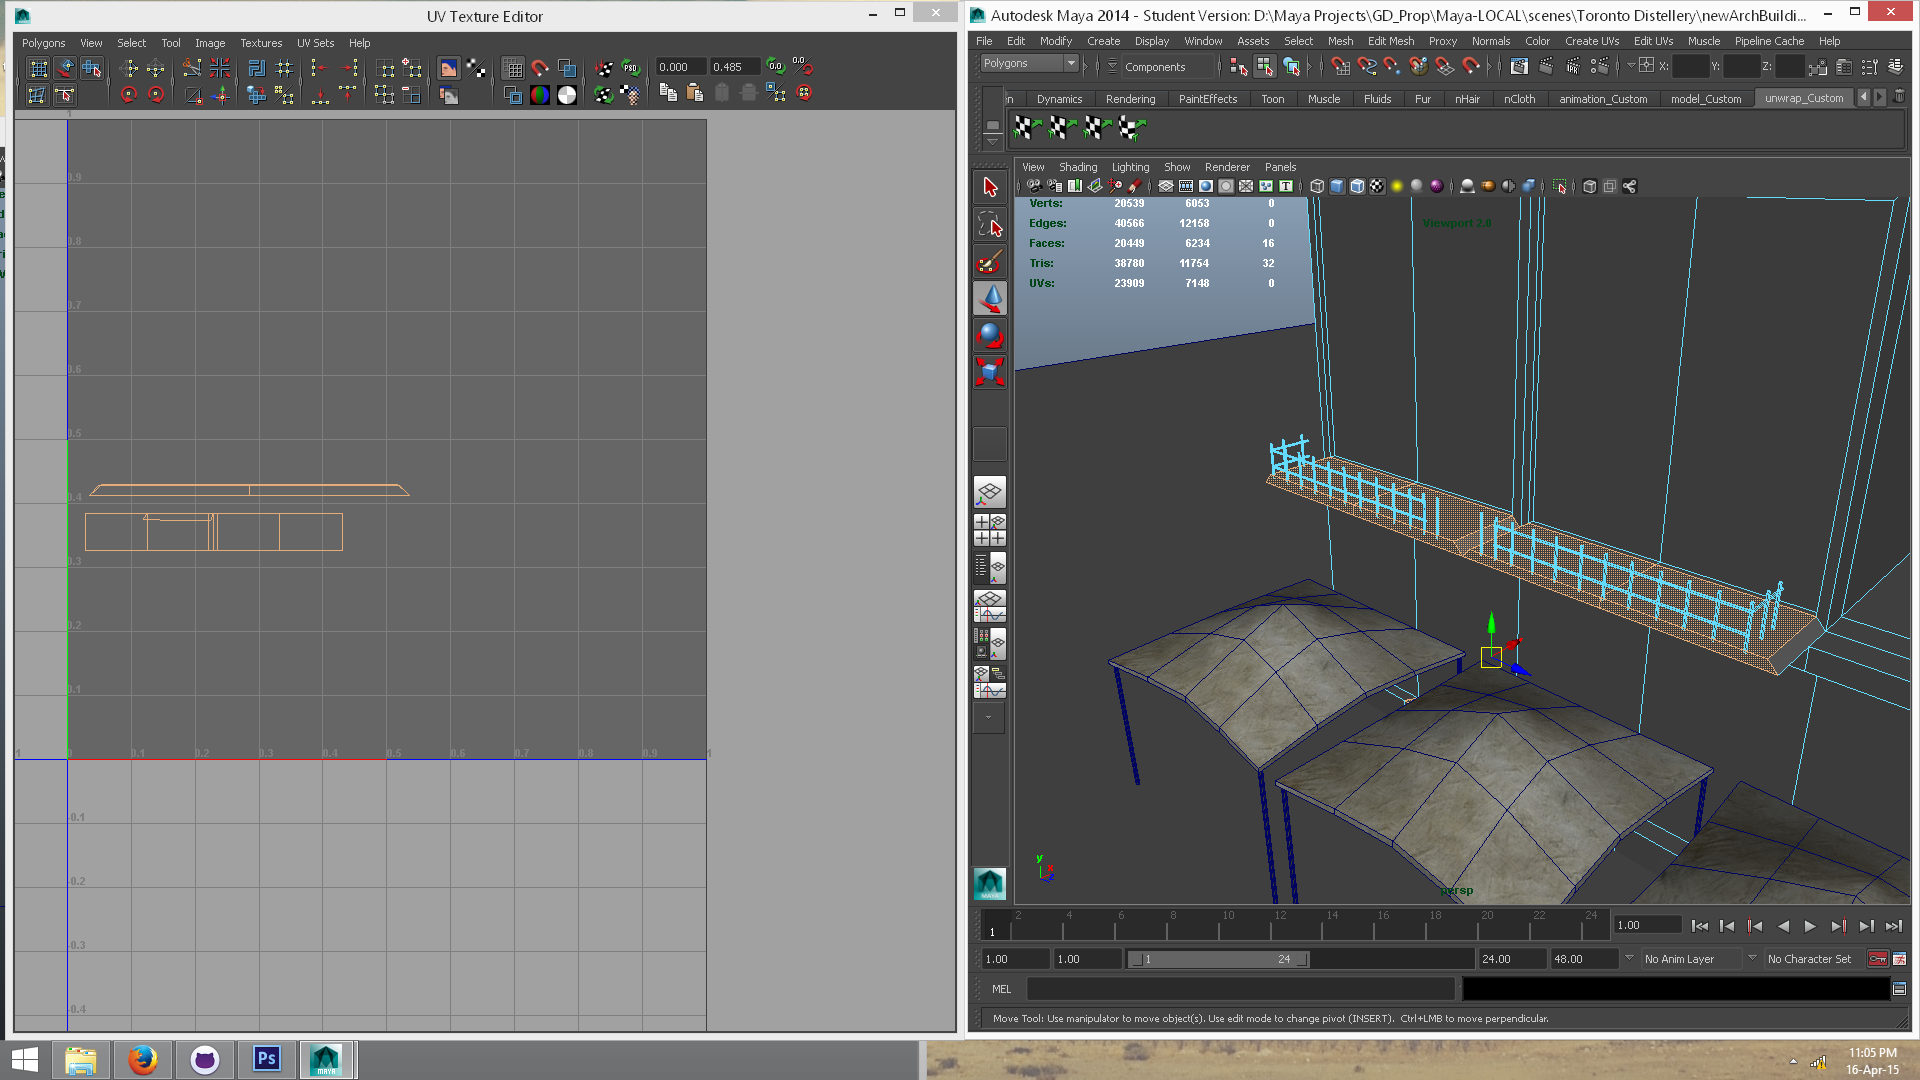 UV Texture Editor
Polygons View Select Tool Image Textures UV Sets Help
0.000 0.485
1
0.9
0.8
0.7
0.6
0.5
0.4
0.3
0.2
0.1
1 0 0.1 0.2 0.3 0.4 0.5 0.6 0.7 0.8 0.9 1
-0.1
-0.2
-0.3
-0.4
Autodesk Maya 2014 - Student Version: D:\Maya Projects\GD_Prop\Maya-LOCAL\scenes\Toronto Distellery\newArchBuildi...
File Edit Modify Create Display Window Assets Select Mesh Edit Mesh Proxy Normals Color Create UVs Edit UVs Muscle Pipeline Cache Help
Polygons Components X: Y: Z:
n Dynamics Rendering PaintEffects Toon Muscle Fluids Fur nHair nCloth animation_Custom model_Custom unwrap_Custom
View Shading Lighting Show Renderer Panels
Verts: 20539 6053 0
Edges: 40566 12158 0
Faces: 20449 6234 16
Tris: 38780 11754 32
UVs: 23909 7148 0
Viewport 2.0
y
x
z
persp
2 4 6 8 10 12 14 16 18 20 22 24
1
1.00
1.00 1.00 1 24 24.00 48.00 No Anim Layer No Character Set
MEL
Move Tool: Use manipulator to move object(s). Use edit mode to change pivot (INSERT). Ctrl+LMB to move perpendicular.
Ps
MAYA
11:05 PM
16-Apr-15